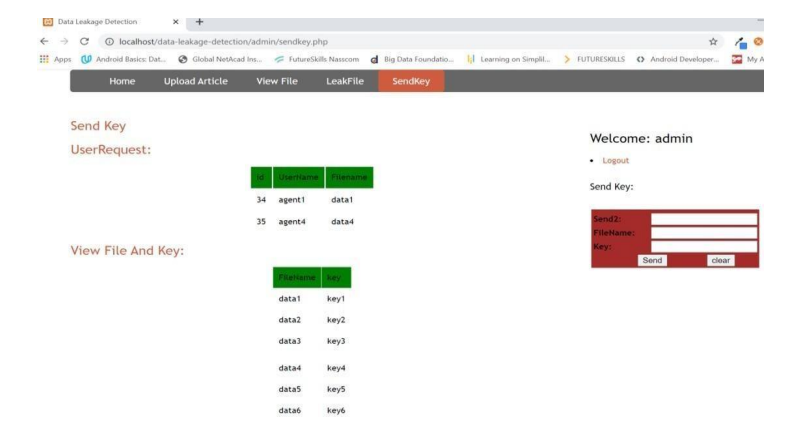 Data Leakage Detection
localhost/data-leakage-detection/admin/sendkey.php
Apps Android Basics: Dat... Global NetAcad Ins... FutureSkills Nasscom Big Data Foundatio... Learning on Simplil... FUTURESKILLS Android Developer... My A
Home Upload Article View File LeakFile SendKey
Send Key
UserRequest:
Id UserName Filename
34 agent1 data1
35 agent4 data4
View File And Key:
FileName key
data1 key1
data2 key2
data3 key3
data4 key4
data5 key5
data6 key6
Welcome: admin
• Logout
Send Key:
Send2:
FileName:
Key:
Send clear